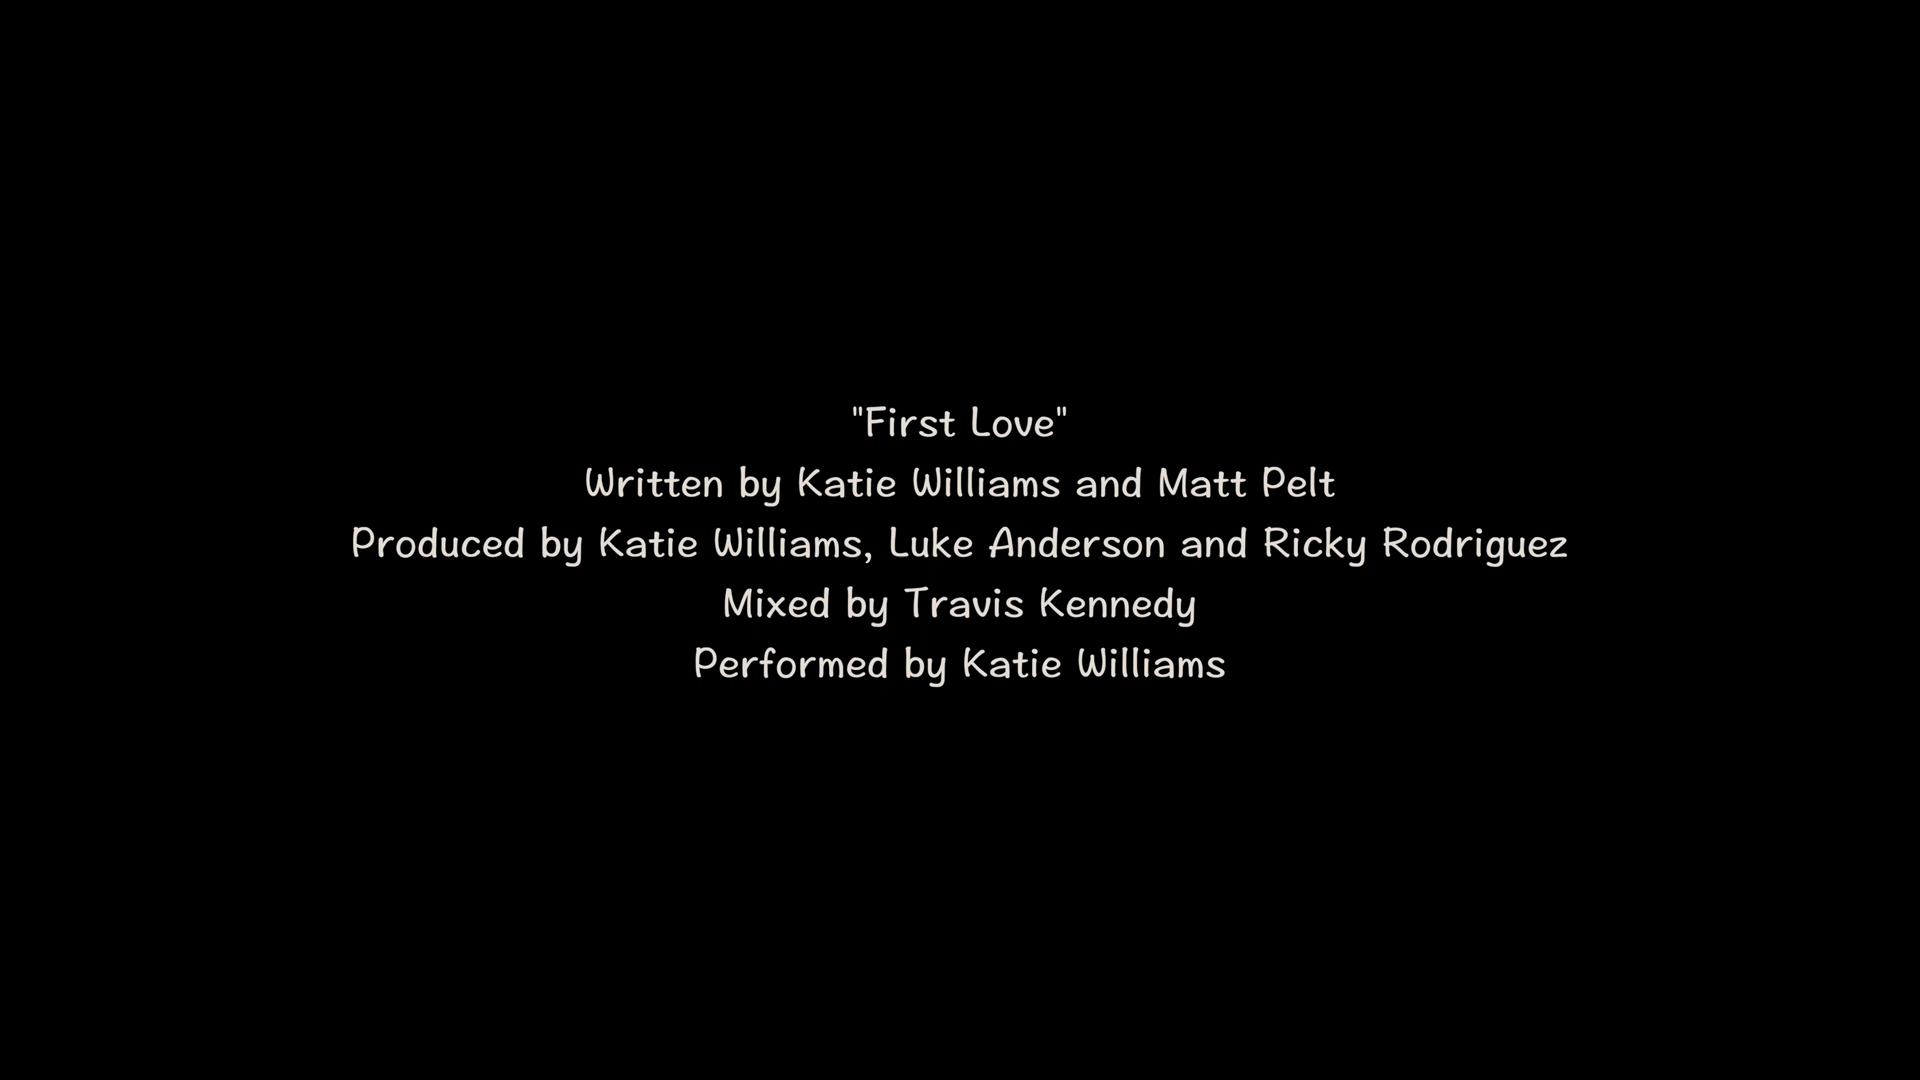 "First Love"
Written by Katie Williams and Matt Pelt
Produced by Katie Williams, Luke Anderson and Ricky Rodriguez
Mixed by Travis Kennedy
Performed by Katie Williams